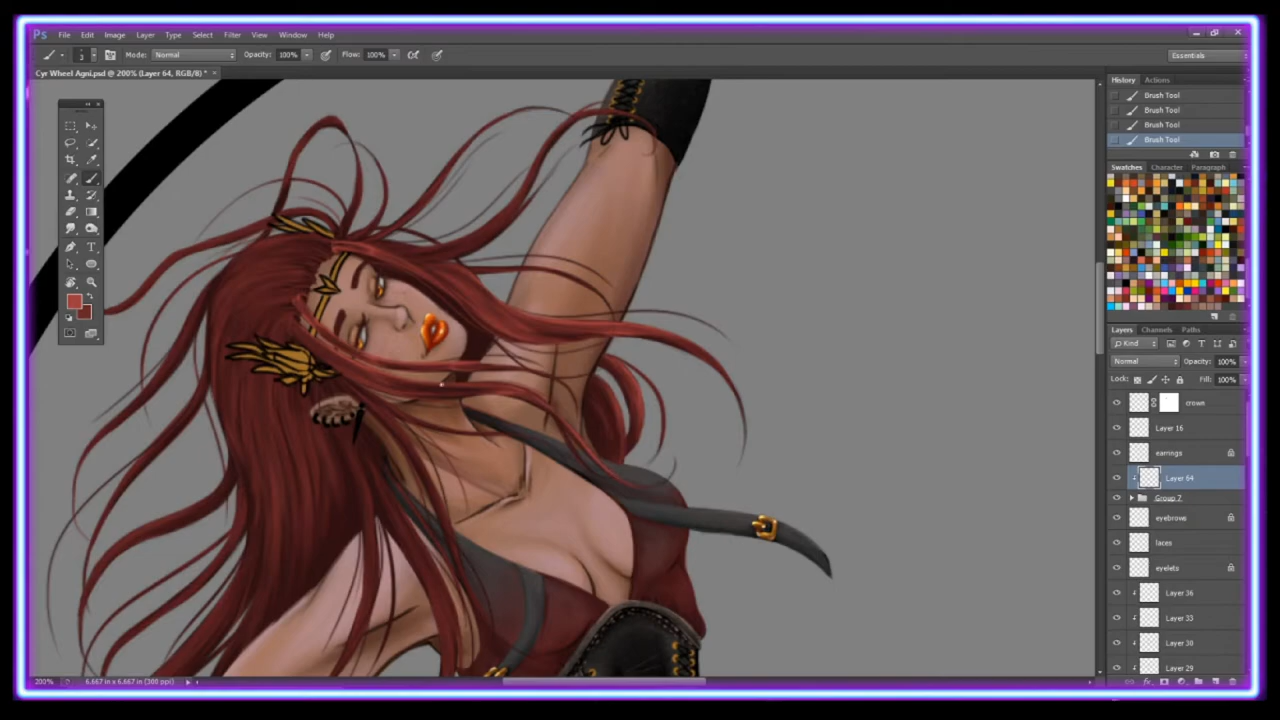 Ps File Edit Image Layer Type Select Filter View Window Help
3 Mode: Normal Opacity: 100% Flow: 100% Essentials
Cyr Wheel Agni.psd @ 200% (Layer 64, RGB/8) * ×
History Actions
Brush Tool
Brush Tool
Brush Tool
Brush Tool
Swatches Character Paragraph
Layers Channels Paths
Kind
Normal Opacity: 100%
Lock: Fill: 100%
crown
Layer 16
earrings
Layer 64
Group 7
eyebrows
laces
eyelets
Layer 36
Layer 33
Layer 30
Layer 29
200% 6.667 in x 6.667 in (300 ppi)